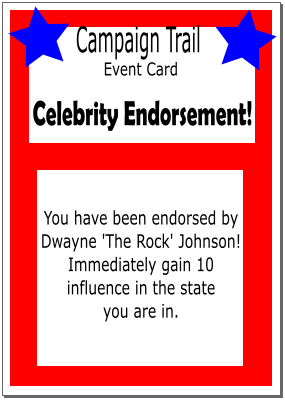 Campaign Trail
Event Card
Celebrity Endorsement!
You have been endorsed by
Dwayne 'The Rock' Johnson!
Immediately gain 10
influence in the state
you are in.